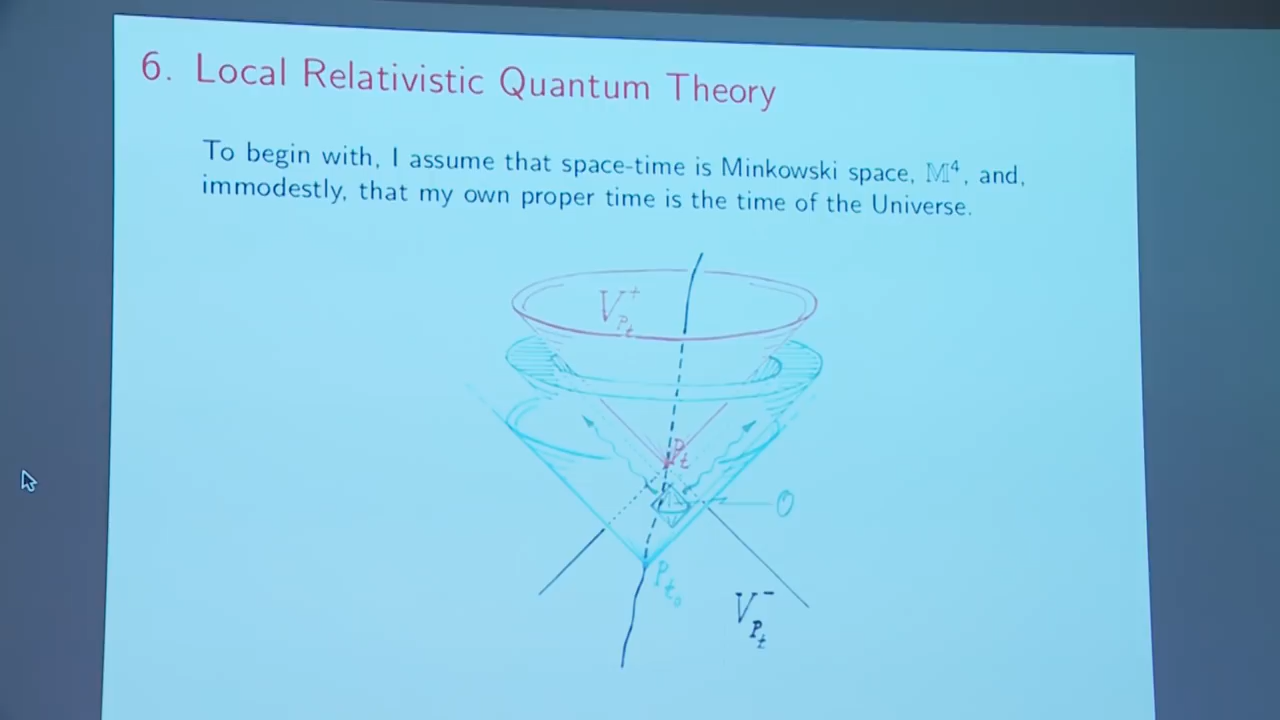 6. Local Relativistic Quantum Theory
To begin with, I assume that space-time is Minkowski space, 𝕄⁴, and,
immodestly, that my own proper time is the time of the Universe.
V⁺_{P_t}
P_t
O
P_{t₀}
V⁻_{P_t}